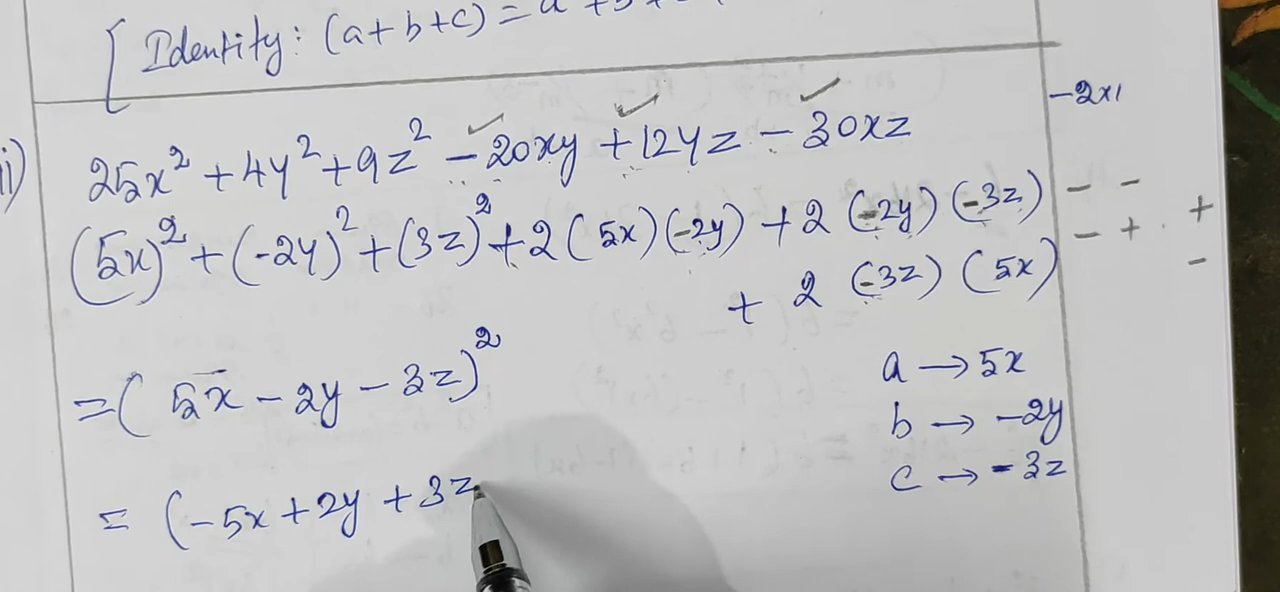 Identity: (a+b+c) = a
ii) 25x² + 4y² + 9z² - 20xy + 12yz - 30xz
-2x1
(5x)² + (-2y)² + (3z)² + 2 (5x) (-2y) + 2 (-2y) (-3z)
+ 2 (-3z) (5x)
- - +
- + -
= (5x - 2y - 3z)²
a → 5x
b → -2y
c → -3z
= (-5x + 2y + 3z